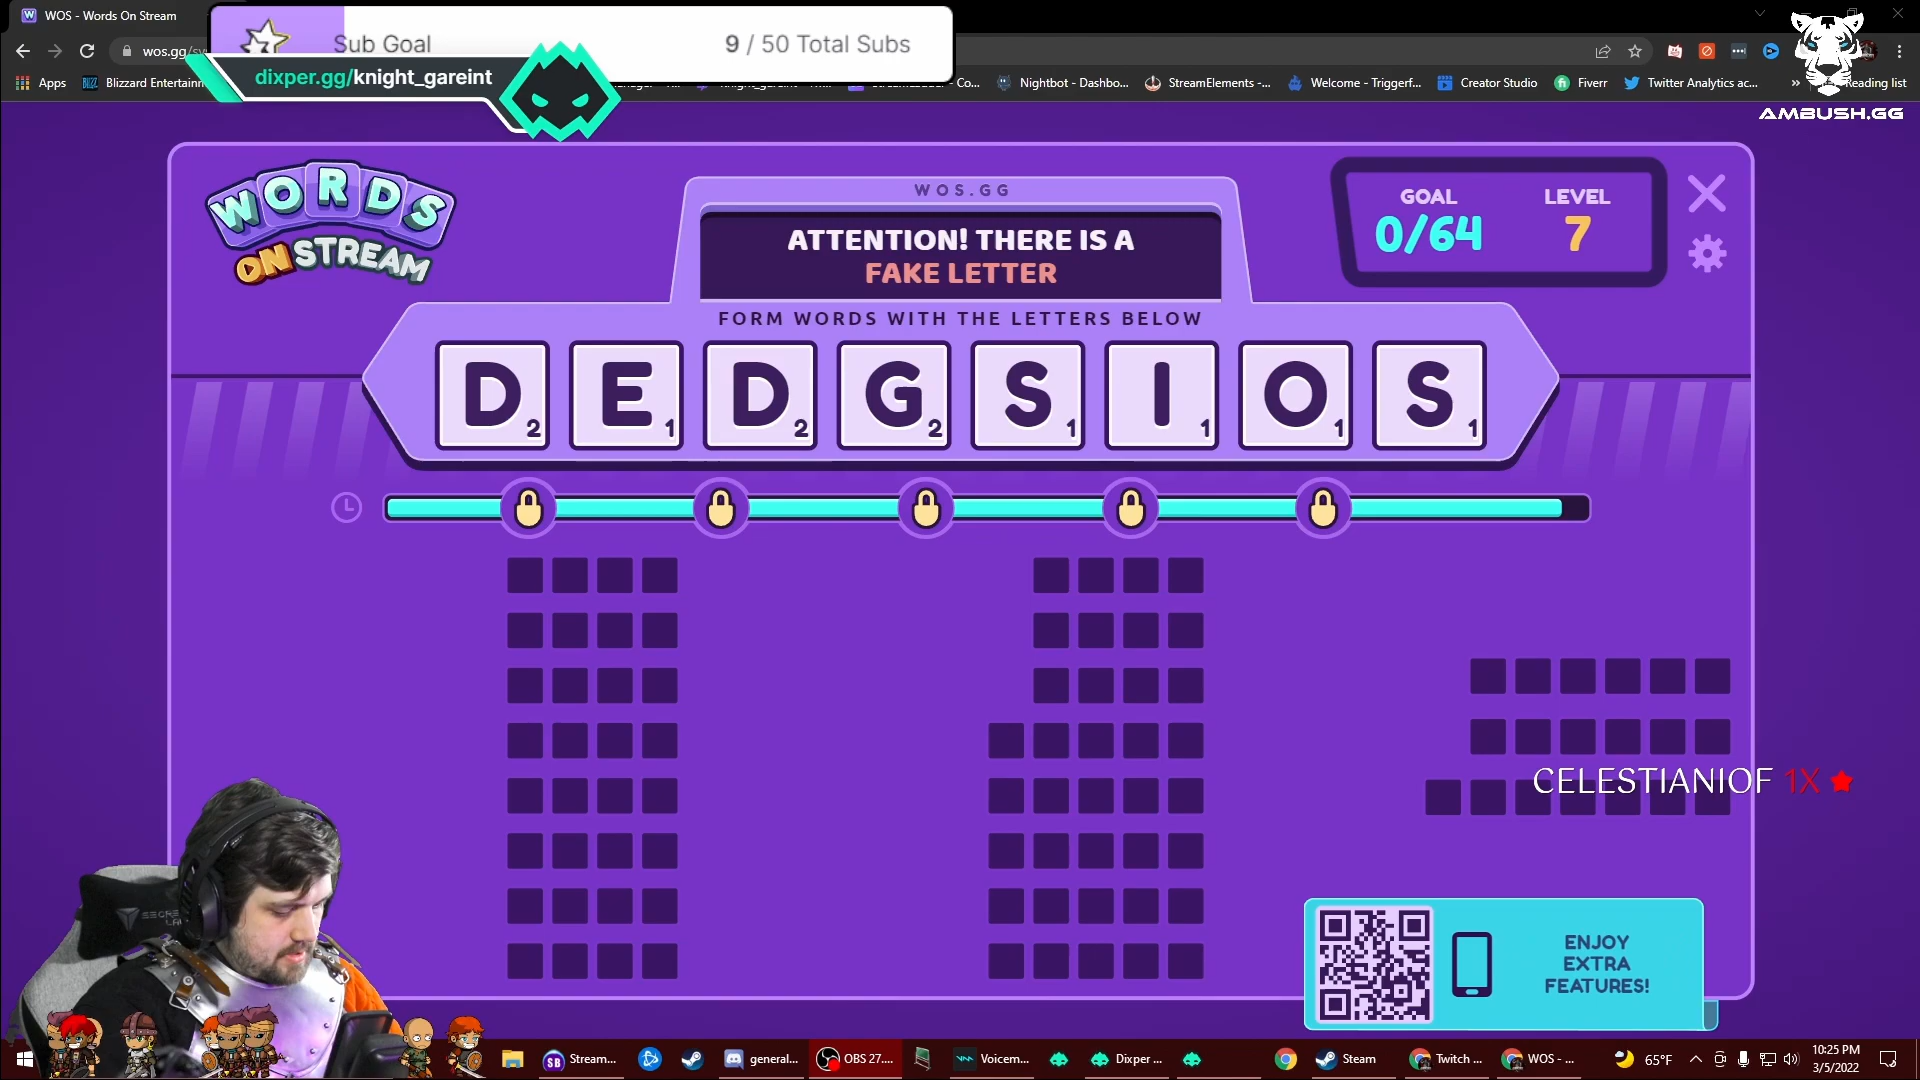 WOS - Words On Stream
Sub Goal
9 / 50 Total Subs
wos.gg/
dixper.gg/knight_gareint
Apps
Blizzard Entertainm
Co...
Nightbot - Dashbo...
StreamElements -...
Welcome - Triggerf...
Creator Studio
Fiverr
Twitter Analytics ac...
»
Reading list
AMBUSH.GG
WORDS
ON STREAM
WOS.GG
ATTENTION! THERE IS A
FAKE LETTER
GOAL
0/64
LEVEL
7
FORM WORDS WITH THE LETTERS BELOW
D2 E1 D2 G2 S1 I1 O1 S1
CELESTIANIOF 1X
ENJOY
EXTRA
FEATURES!
Stream...
general...
OBS 27....
Voicem...
Dixper ...
Steam
Twitch ...
WOS - ...
65°F
10:25 PM
3/5/2022